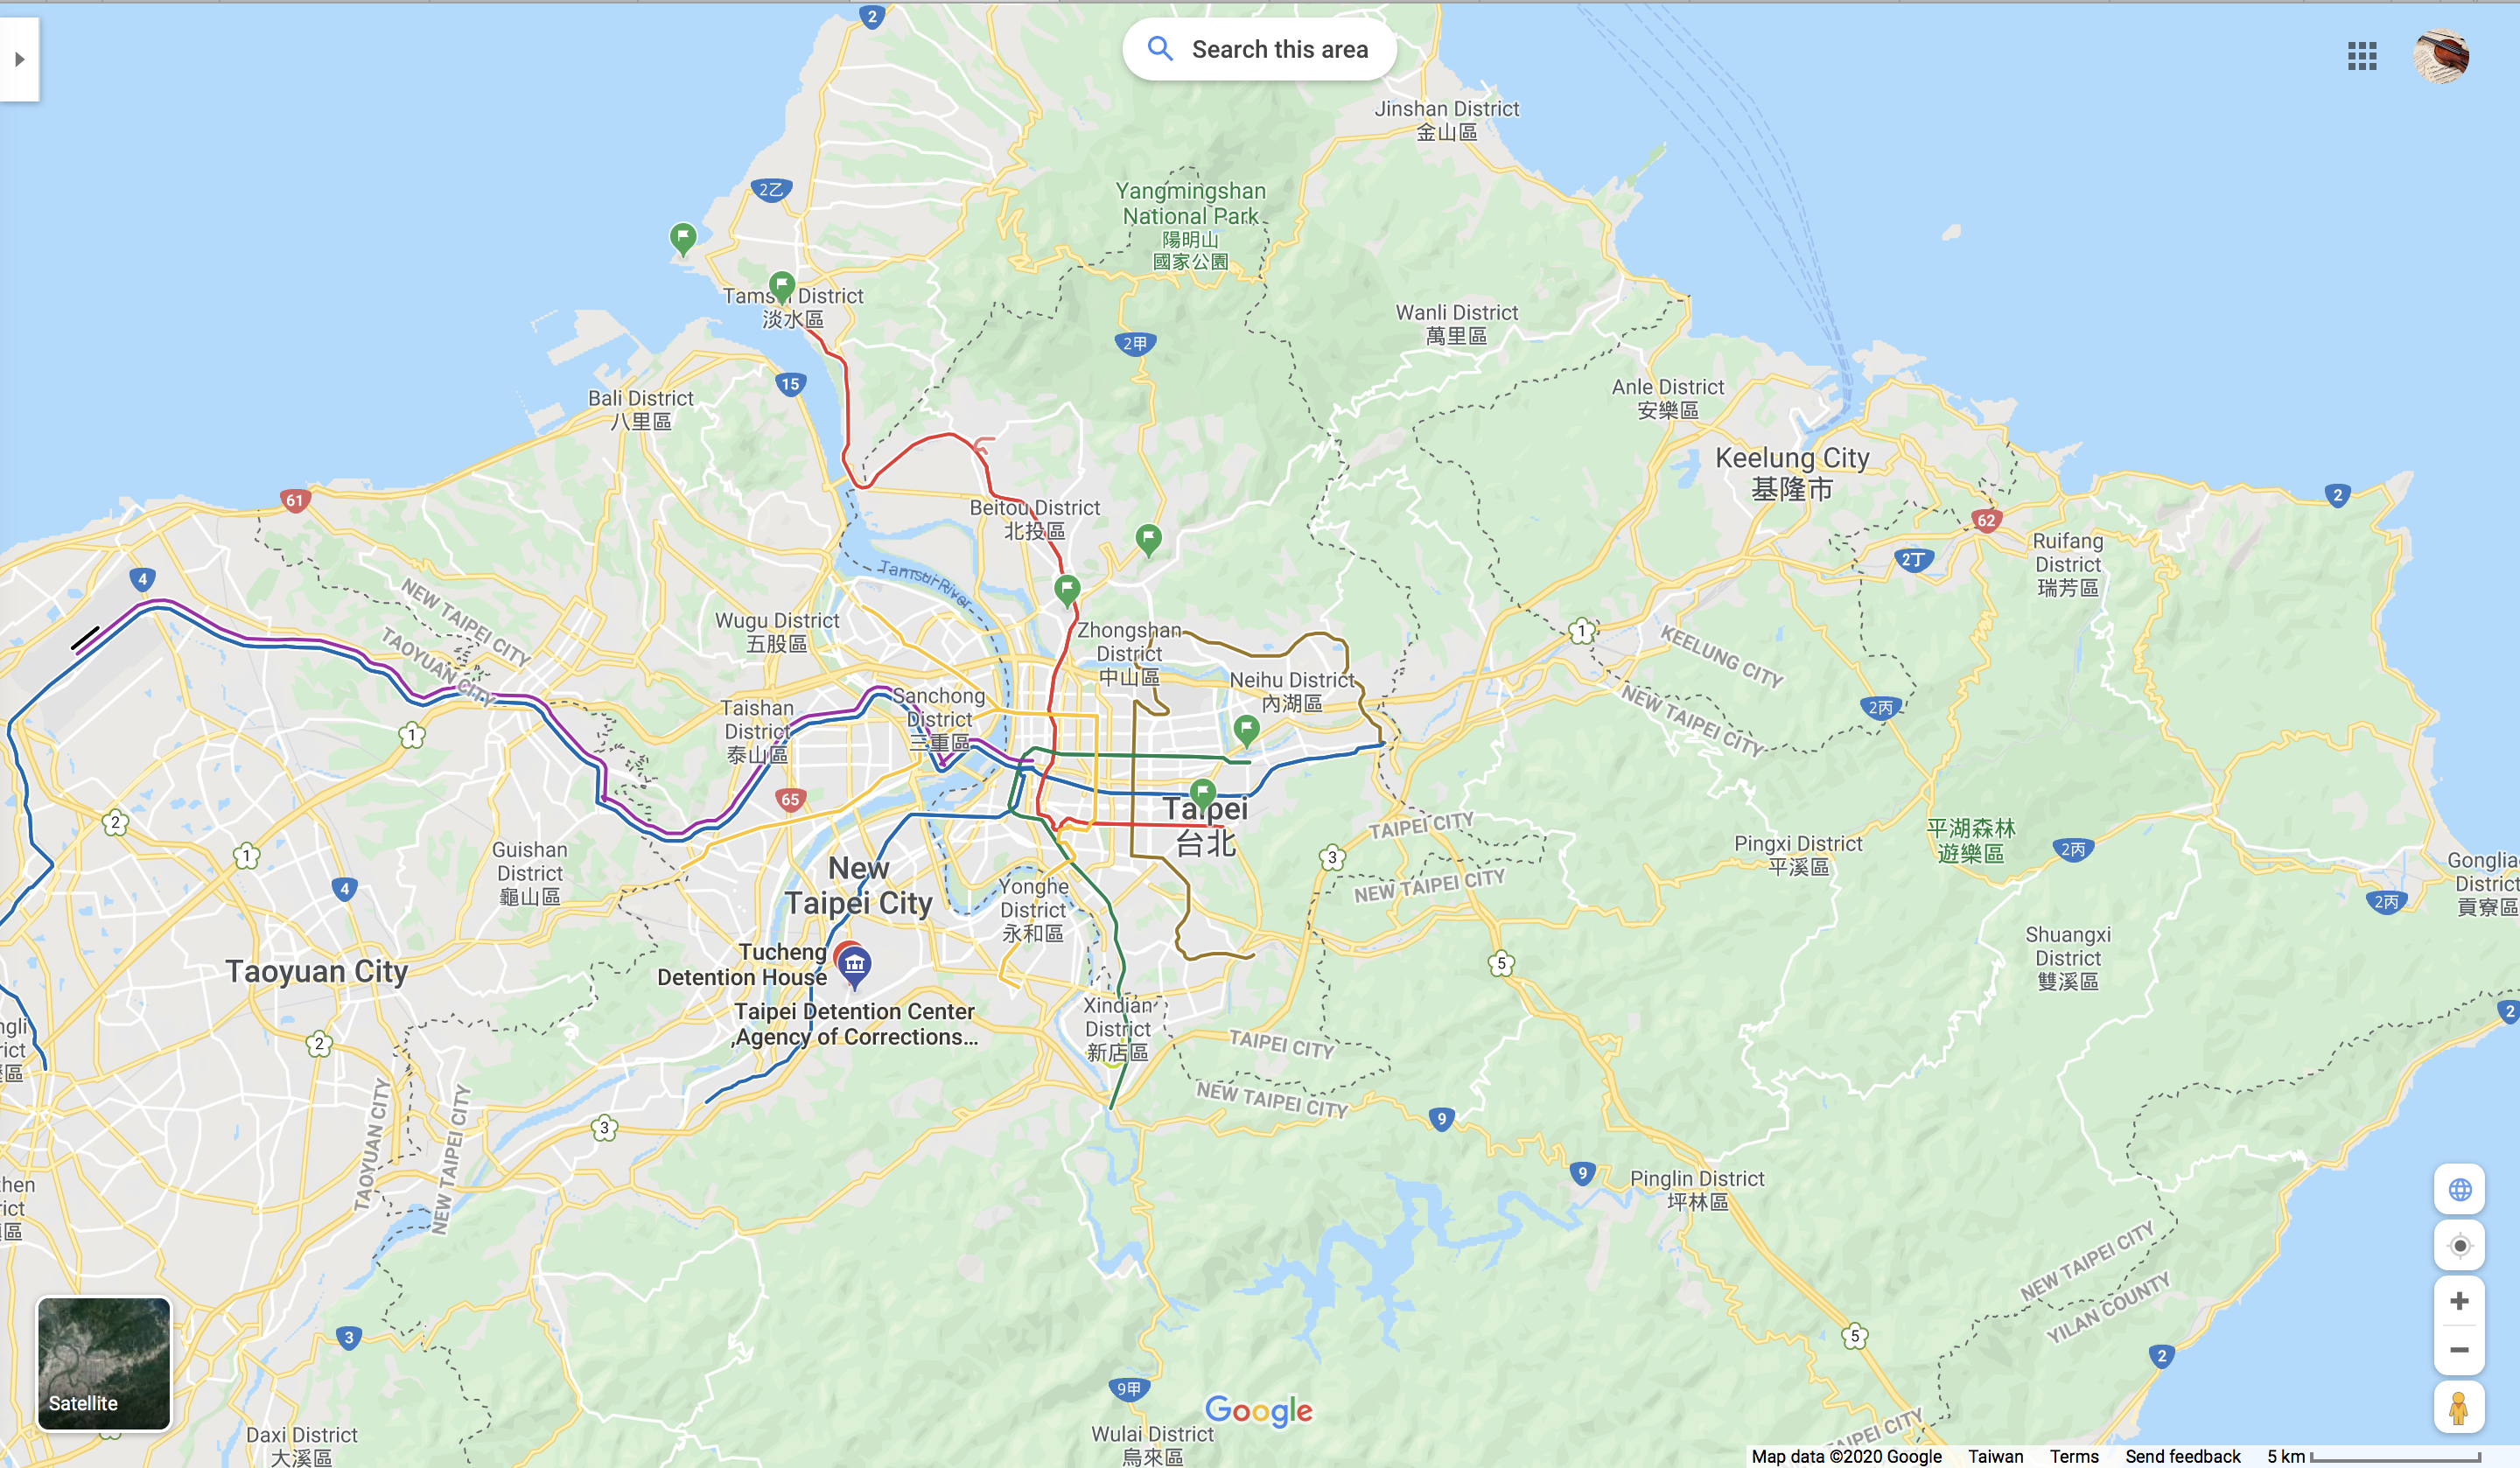 2
Search this area
Jinshan District
金山區
2乙
Yangmingshan
National Park
陽明山
國家公園
Tamsui District
淡水區
Wanli District
萬里區
2甲
15
Bali District
八里區
Anle District
安樂區
Keelung City
基隆市
61
2
62
Beitou District
北投區
Ruifang
District
瑞芳區
2丁
4
Tamsui River
NEW TAIPEI CITY
TAOYUAN CITY
Wugu District
五股區
Zhongshan
District
中山區
1
KEELUNG CITY
NEW TAIPEI CITY
Neihu District
內湖區
Sanchong
District
三重區
Taishan
District
泰山區
2丙
1
65
2
Taipei
台北
TAIPEI CITY
NEW TAIPEI CITY
3
Pingxi District
平溪區
平湖森林
遊樂區
2丙
1
Guishan
District
龜山區
4
New
Taipei City
Yonghe
District
永和區
2丙
District
貢寮區
Taoyuan City
Tucheng
Detention House
Taipei Detention Center
,Agency of Corrections...
5
Shuangxi
District
雙溪區
2
Xindian
District
新店區
TAIPEI CITY
NEW TAIPEI CITY
2
3
TAOYUAN CITY
NEW TAIPEI CITY
9
9
Pinglin District
坪林區
NEW TAIPEI CITY
YILAN COUNTY
3
5
2
Satellite
9甲
Google
Daxi District
大溪區
Wulai District
烏來區
Map data ©2020 Google Taiwan Terms Send feedback 5 km